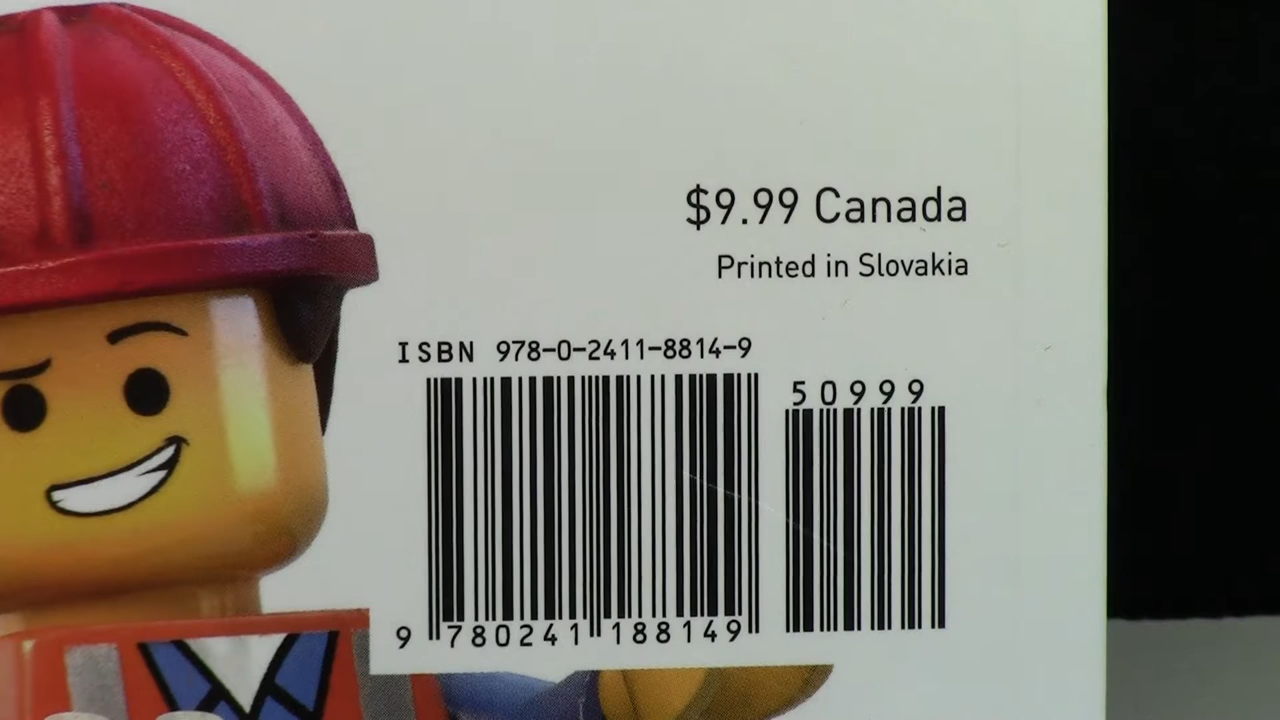 $9.99 Canada
Printed in Slovakia
ISBN 978-0-2411-8814-9
50999
9 780241 188149